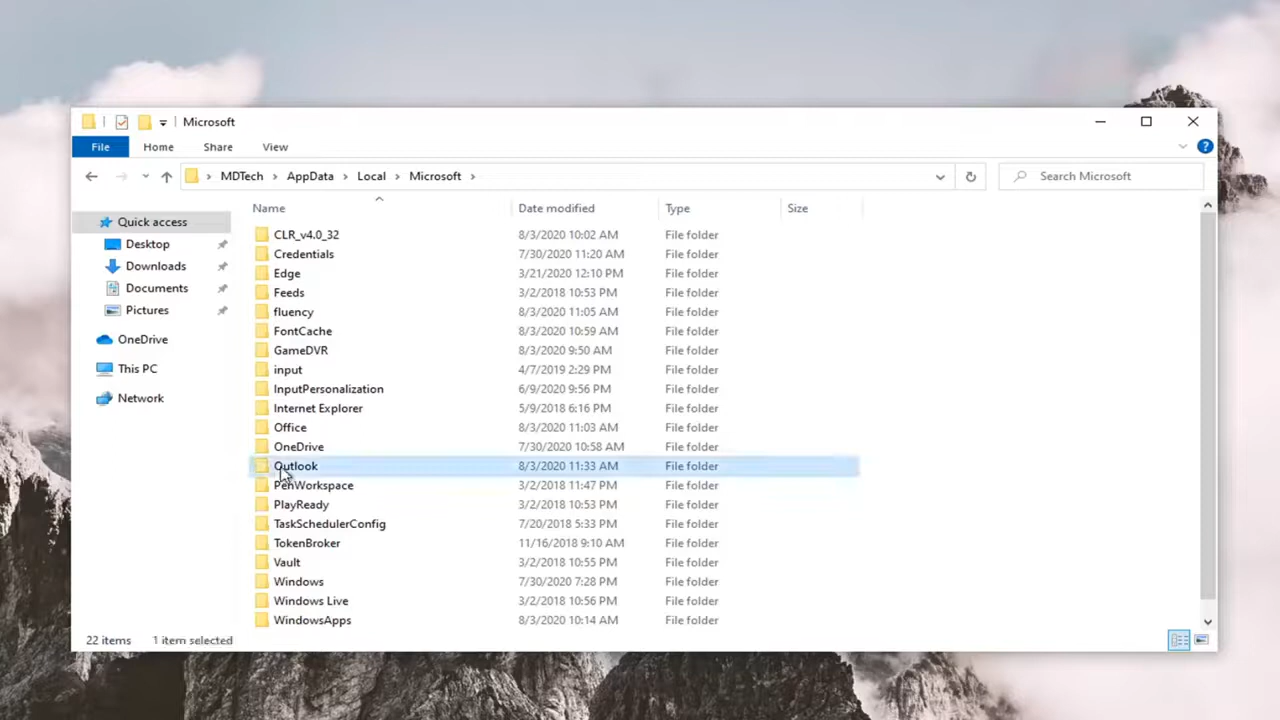 Microsoft
File Home Share View
MDTech AppData Local Microsoft Search Microsoft
Name Date modified Type Size
Quick access
Desktop
Downloads
Documents
Pictures
OneDrive
This PC
Network
CLR_v4.0_32 8/3/2020 10:02 AM File folder
Credentials 7/30/2020 11:20 AM File folder
Edge 3/21/2020 12:10 PM File folder
Feeds 3/2/2018 10:53 PM File folder
fluency 8/3/2020 11:05 AM File folder
FontCache 8/3/2020 10:59 AM File folder
GameDVR 8/3/2020 9:50 AM File folder
input 4/7/2019 2:29 PM File folder
InputPersonalization 6/9/2020 9:56 PM File folder
Internet Explorer 5/9/2018 6:16 PM File folder
Office 8/3/2020 11:03 AM File folder
OneDrive 7/30/2020 10:58 AM File folder
Outlook 8/3/2020 11:33 AM File folder
PenWorkspace 3/2/2018 11:47 PM File folder
PlayReady 3/2/2018 10:53 PM File folder
TaskSchedulerConfig 7/20/2018 5:33 PM File folder
TokenBroker 11/16/2018 9:10 AM File folder
Vault 3/2/2018 10:55 PM File folder
Windows 7/30/2020 7:28 PM File folder
Windows Live 3/2/2018 10:56 PM File folder
WindowsApps 8/3/2020 10:14 AM File folder
22 items 1 item selected